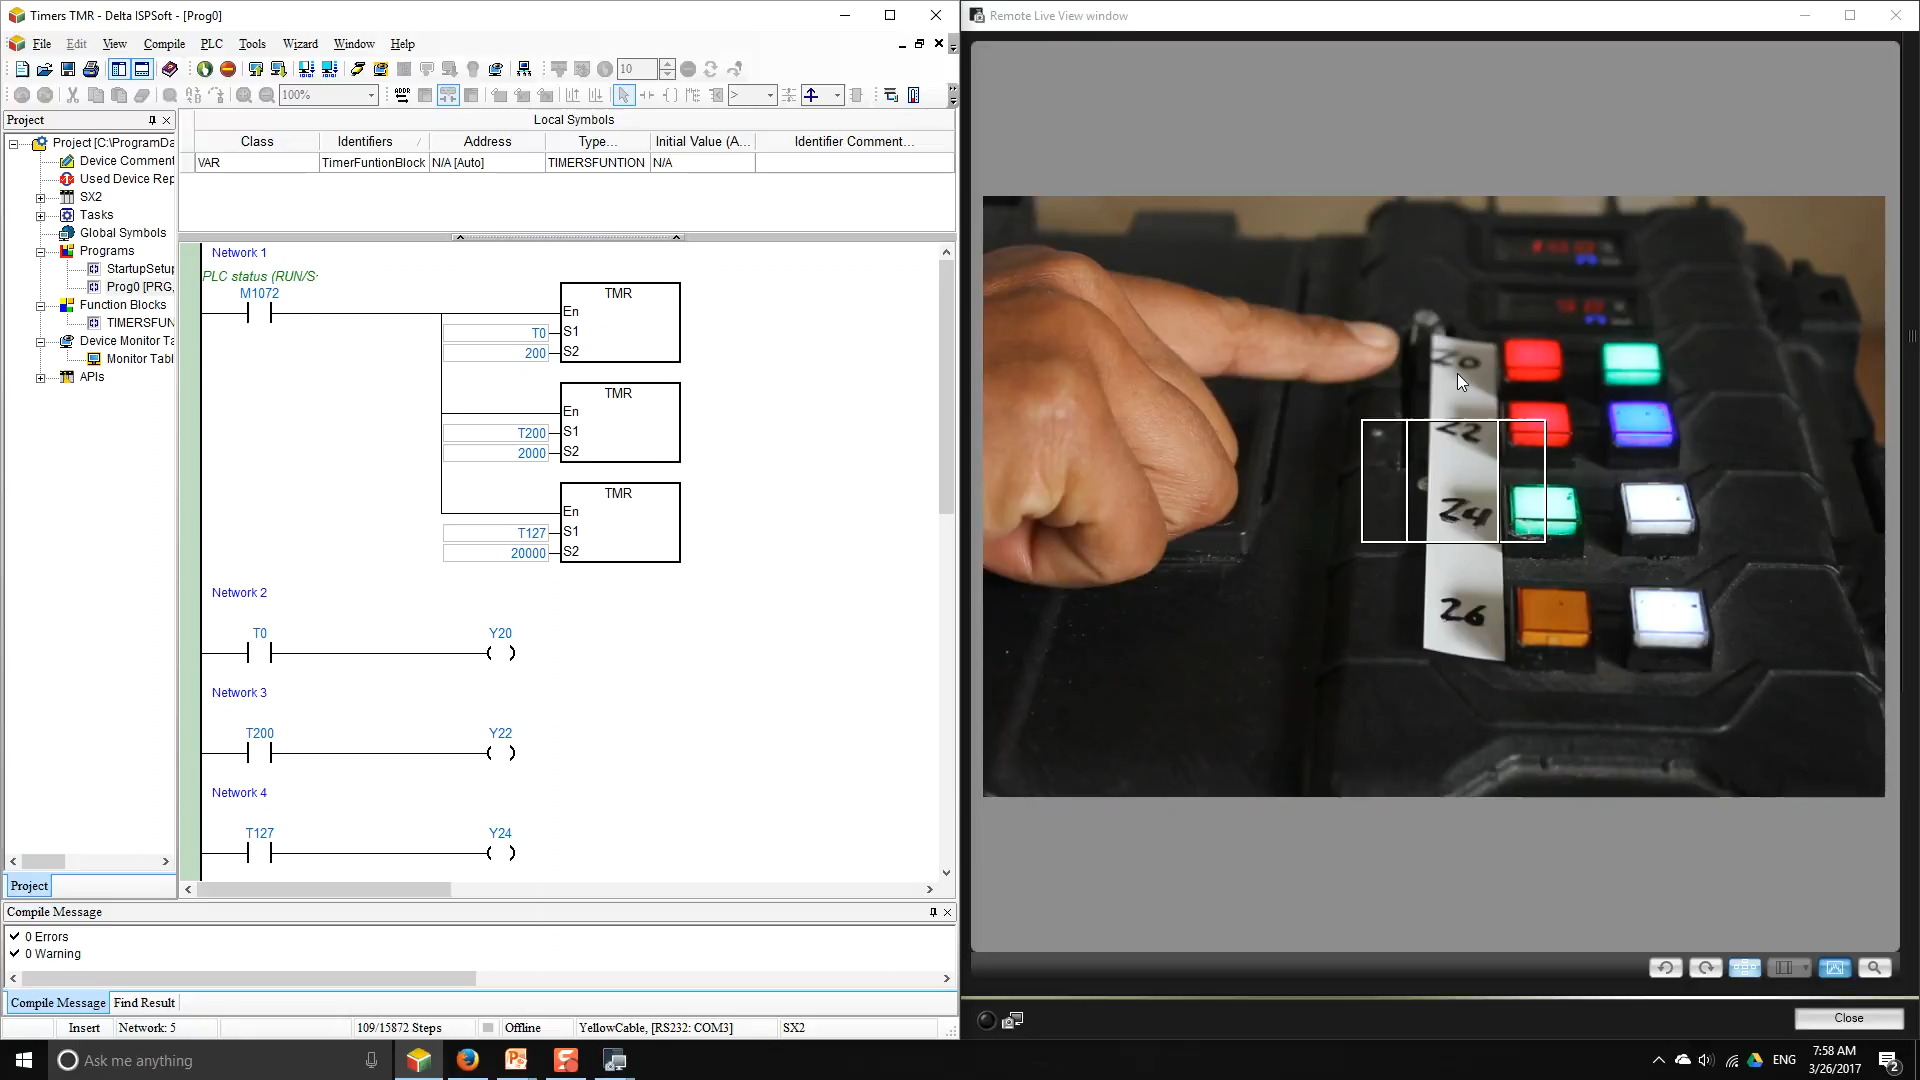 Timers TMR - Delta ISPSoft - [Prog0]
File Edit View Compile PLC Tools Wizard Window Help
10
100%
>
Project
Project [C:\ProgramDa
Device Comment
Used Device Rep
SX2
Tasks
Global Symbols
Programs
StartupSetup
Prog0 [PRG,
Function Blocks
TIMERSFUN
Device Monitor Ta
Monitor Tabl
APIs
Project
Local Symbols
Class Identifiers Address Type... Initial Value (A... Identifier Comment...
VAR TimerFuntionBlock N/A [Auto] TIMERSFUNTION N/A
Network 1
PLC status (RUN/S
M1072
TMR
En
T0 S1
200 S2
TMR
En
T200 S1
2000 S2
TMR
En
T127 S1
20000 S2
Network 2
T0 Y20
Network 3
T200 Y22
Network 4
T127 Y24
Compile Message
0 Errors
0 Warning
Compile Message Find Result
Insert Network: 5 109/15872 Steps Offline YellowCable, [RS232: COM3] SX2
Remote Live View window
20
22
24
26
Close
Ask me anything
ENG
7:58 AM
3/26/2017
2